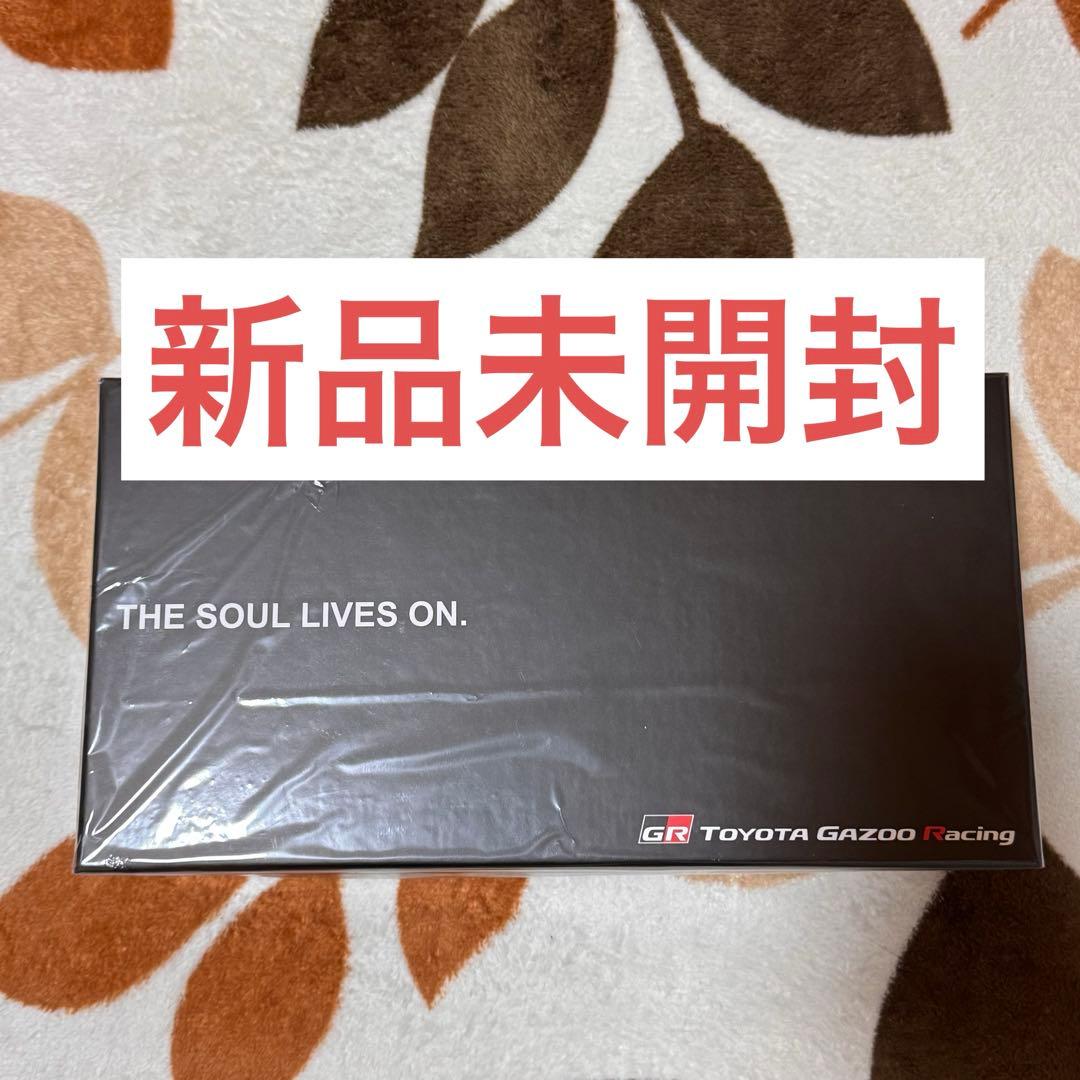 新品未開封
THE SOUL LIVES ON.
GR TOYOTA GAZOO Racing